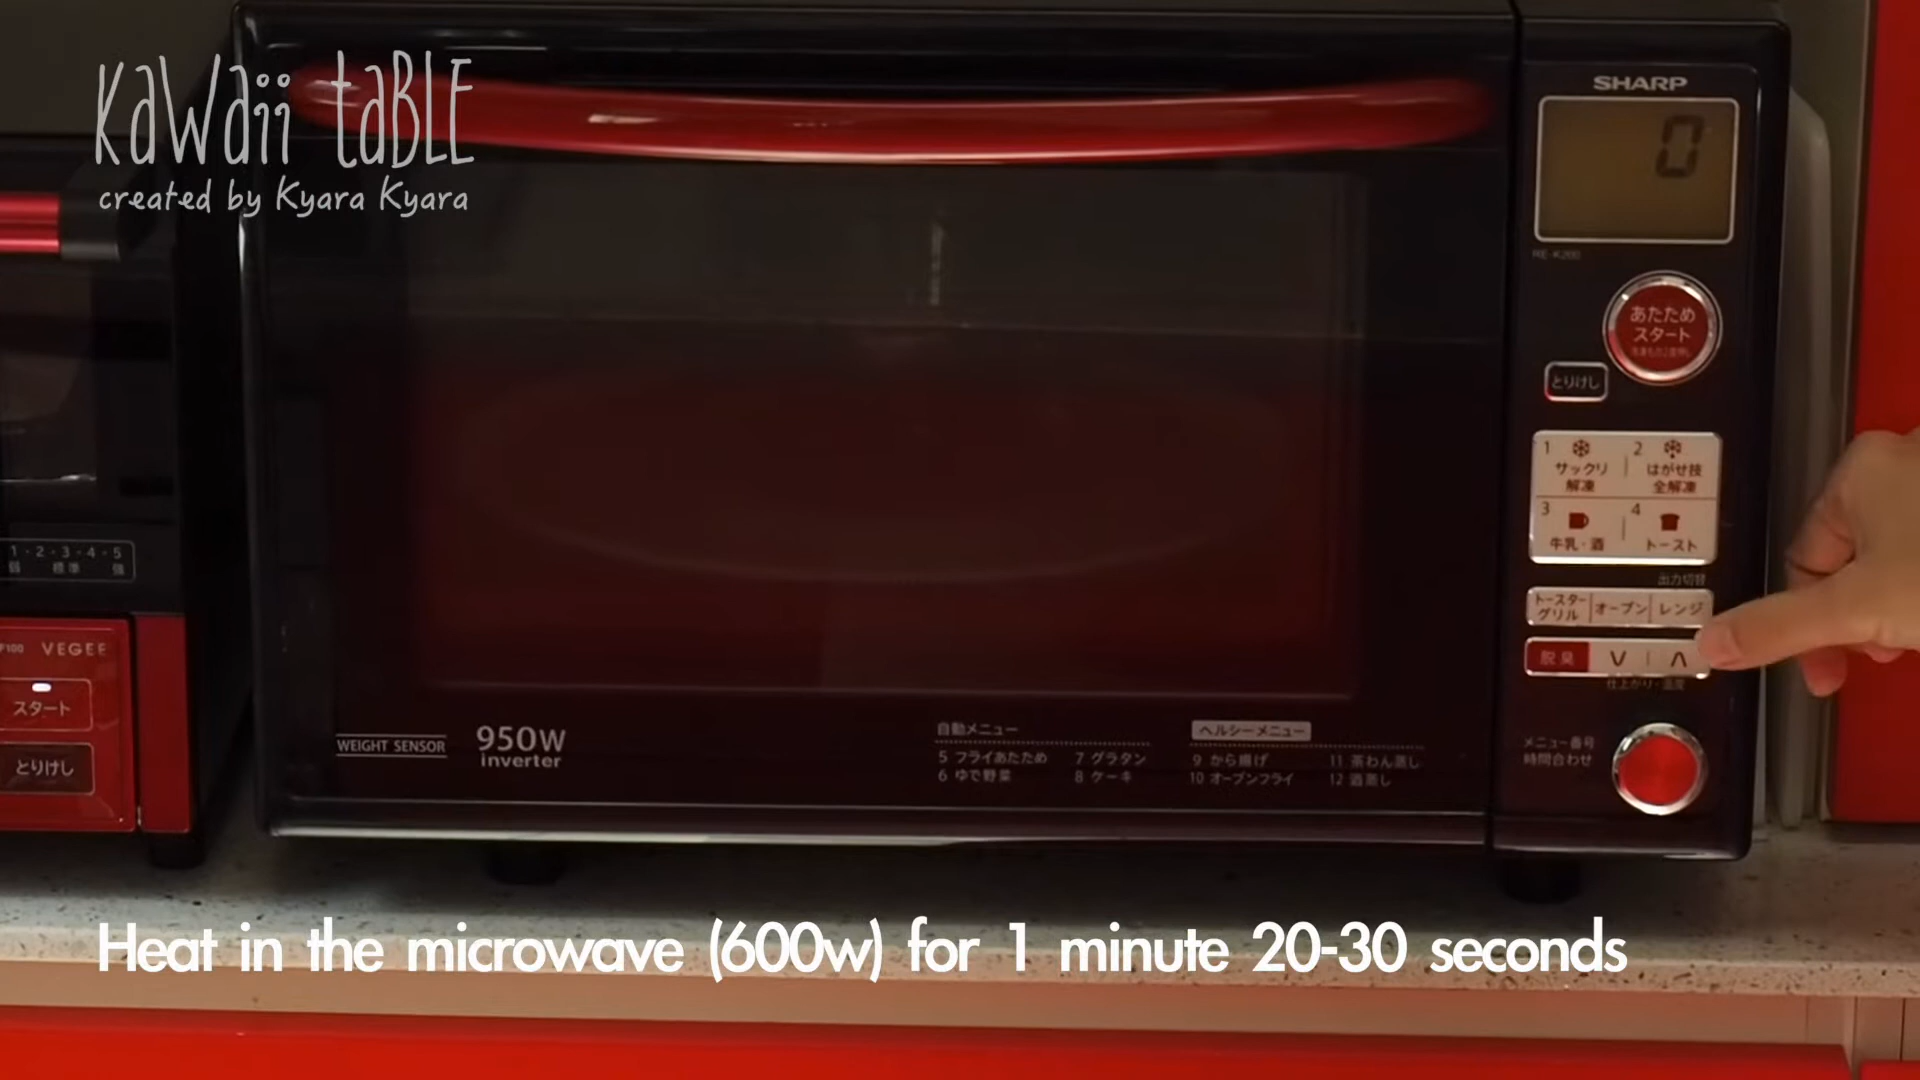 kawaii taBLE
created by Kyara Kyara
SHARP
0
RE-K200
あたため
スタート
とりけし
1 2
サックリ はがせ技
解凍 全解凍
3 4
牛乳・酒 トースト
出力切替
トースター オーブン レンジ
グリル
脱臭 ∨ ∧
仕上がり・温度
メニュー番号
時間合わせ
1・2・3・4・5
弱 標準 強
VEGEE
スタート
とりけし
WEIGHT SENSOR
950W
inverter
自動メニュー
5 フライあたため 7 グラタン
6 ゆで野菜 8 ケーキ
ヘルシーメニュー
9 から揚げ 11 茶わん蒸し
10 オーブンフライ 12 酒蒸し
Heat in the microwave (600w) for 1 minute 20-30 seconds